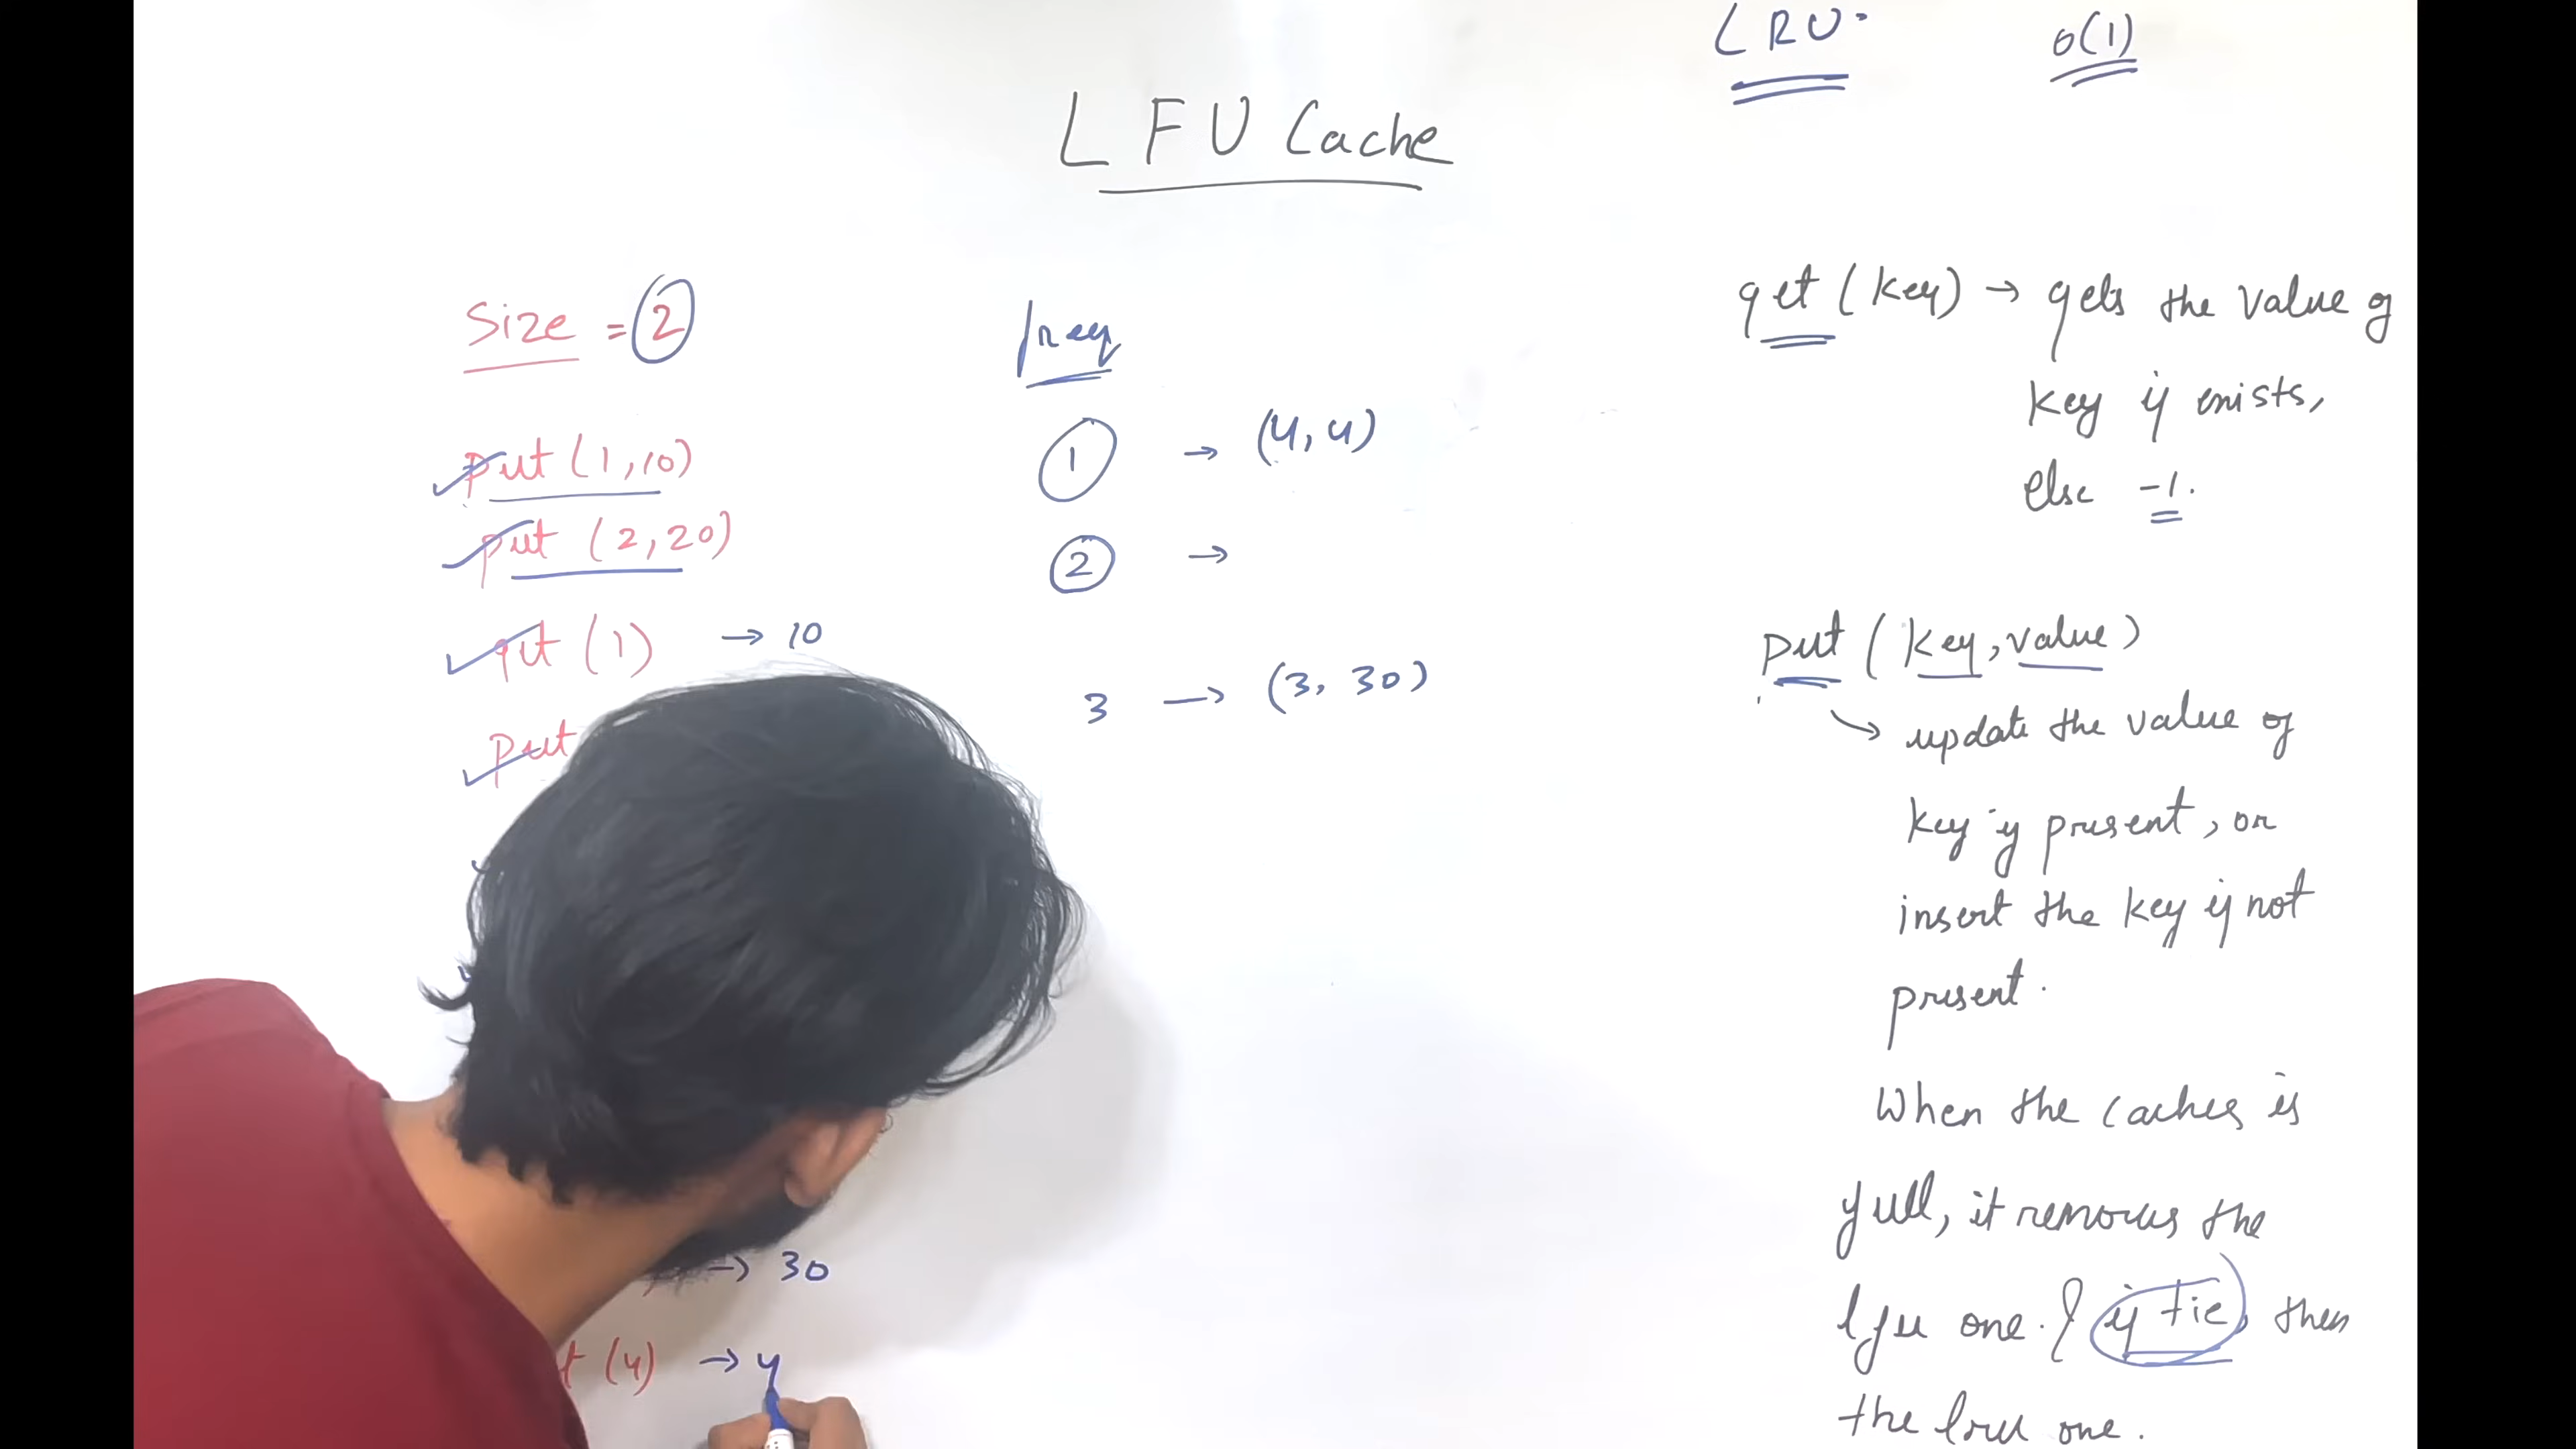 LRU.
O(1)
LFU Cache
Size = 2
put (1,10)
put (2,20)
get (1) → 10
put
→ 30
(4) → 4
freq
1 → (4,4)
2 →
3 → (3, 30)
get (key) → gets the value of
key if exists,
else -1.
put (key, value)
→ update the value of
key if present, or
insert the key if not
present.
When the caches is
full, it removes the
lfu one. & if tie, then
the lru one.